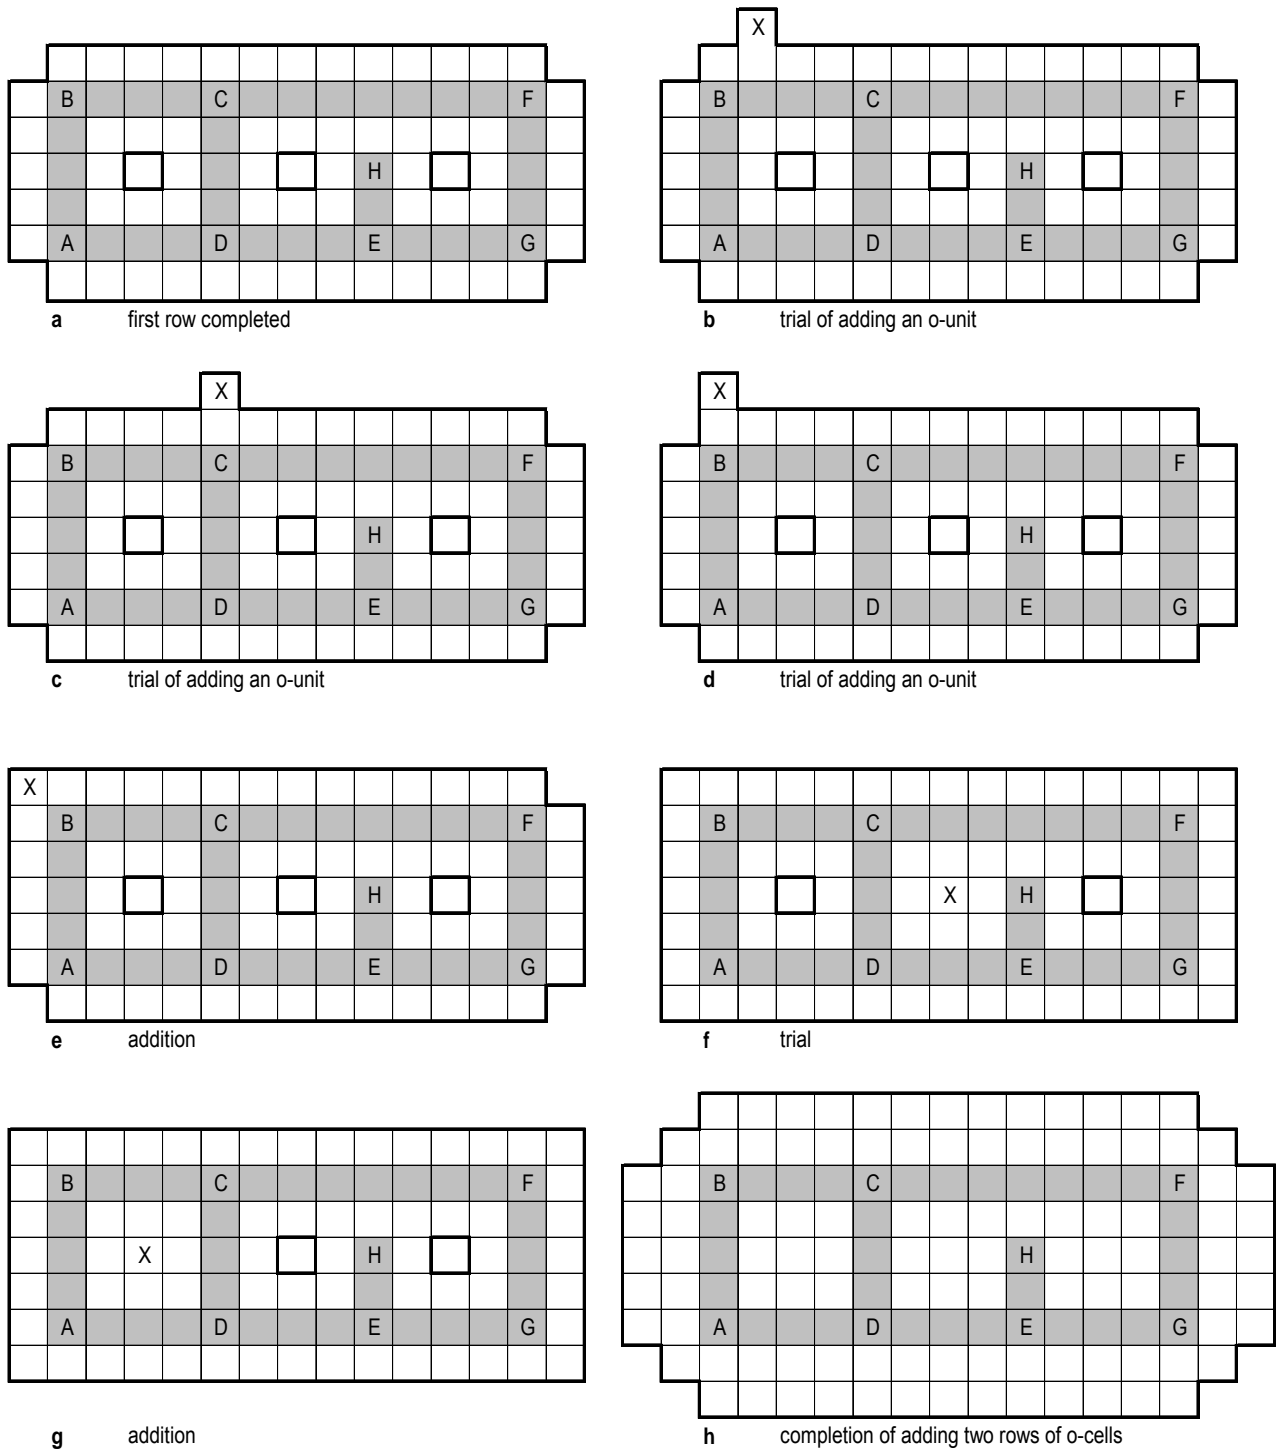 X
B C F B C F
H H
A D E G A D E G
a first row completed b trial of adding an o-unit
X X
B C F B C F
H H
A D E G A D E G
c trial of adding an o-unit d trial of adding an o-unit
X
B C F B C F
H X H
A D E G A D E G
e addition f trial
B C F B C F
X H H
A D E G A D E G
g addition h completion of adding two rows of o-cells